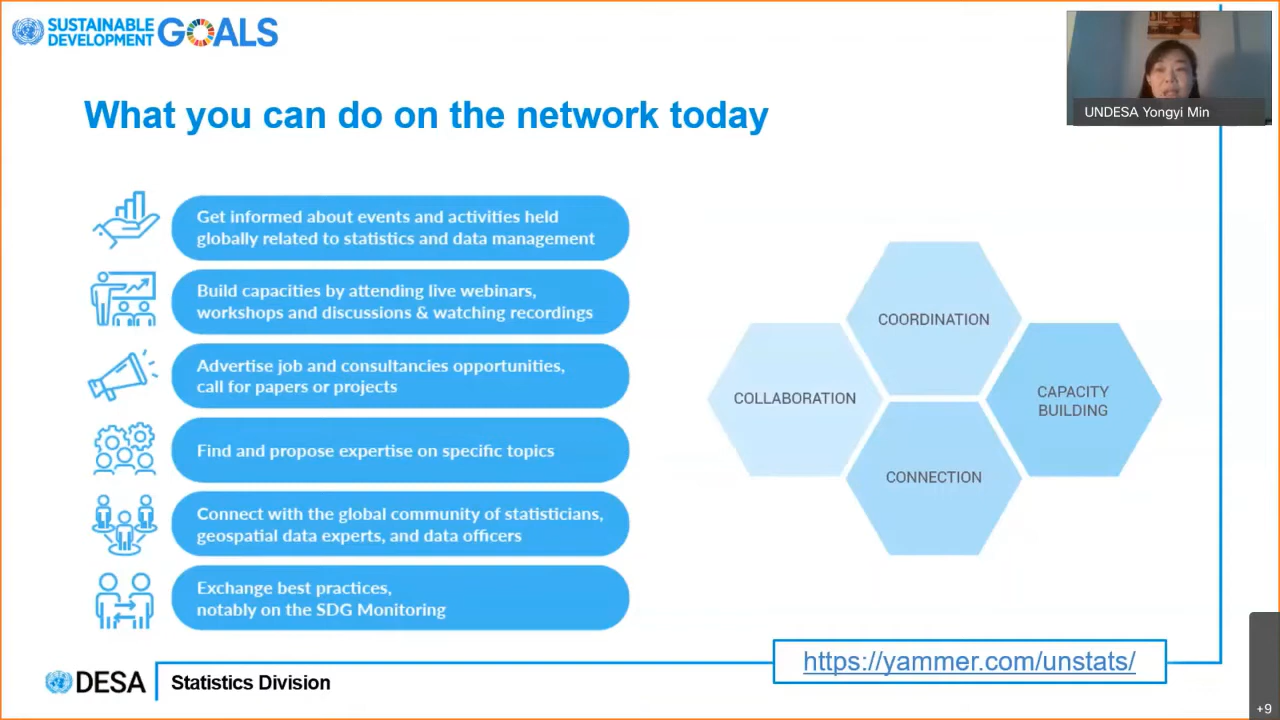 SUSTAINABLE
DEVELOPMENT
GOALS
UNDESA Yongyi Min
What you can do on the network today
Get informed about events and activities held
globally related to statistics and data management
Build capacities by attending live webinars,
workshops and discussions & watching recordings
Advertise job and consultancies opportunities,
call for papers or projects
Find and propose expertise on specific topics
Connect with the global community of statisticians,
geospatial data experts, and data officers
Exchange best practices,
notably on the SDG Monitoring
COORDINATION
COLLABORATION
CAPACITY
BUILDING
CONNECTION
https://yammer.com/unstats/
DESA
Statistics Division
+9